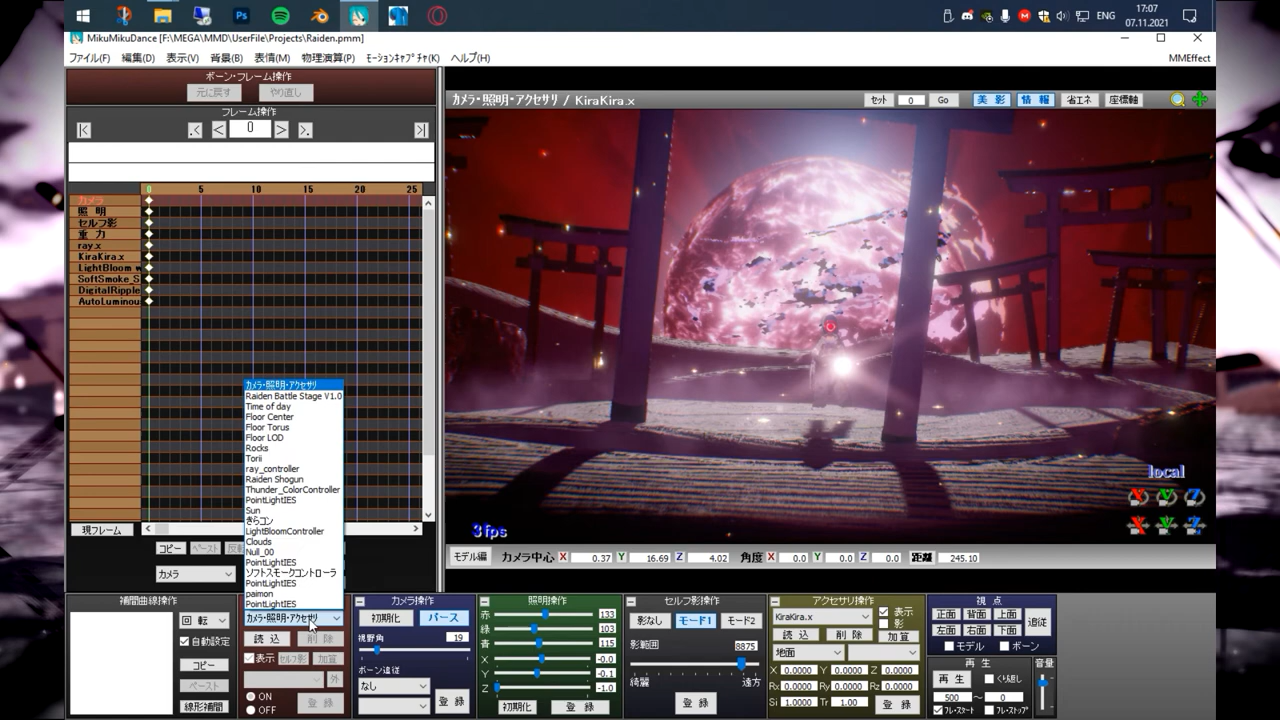 Ps
ENG
17:07
07.11.2021
MikuMikuDance [F:\MEGA\MMD\UserFile\Projects\Raiden.pmm]
ファイル(F) 編集(D) 表示(V) 背景(B) 表情(M) 物理演算(P) モーションキャプチャ(K) ヘルプ(H)
MMEffect
ボーン・フレーム操作
元に戻す やり直し
フレーム操作
|< .< < 0 > >. >|
0 5 10 15 20 25
カメラ
照 明
セルフ影
重 力
ray.x
KiraKira.x
LightBloom w
SoftSmoke_S
DigitalRipple
AutoLuminou
カメラ・照明・アクセサリ
Raiden Battle Stage V1.0
Time of day
Floor Center
Floor Torus
Floor LOD
Rocks
Torii
ray_controller
Raiden Shogun
Thunder_ColorController
PointLightIES
Sun
きらコン
LightBloomController
Clouds
Null_00
PointLightIES
ソフトスモークコントローラ
PointLightIES
paimon
PointLightIES
現フレーム
コピー ペースト 反転
カメラ
カメラ・照明・アクセサリ / KiraKira.x
セット 0 Go 美 影 情 報 省エネ 座標軸
local
X Y Z
X Y Z
3 fps
モデル編 カメラ中心 X 0.37 Y 16.69 Z 4.02 角度 X 0.0 Y 0.0 Z 0.0 距離 245.10
補間曲線操作
回 転
自動設定
コピー
ペースト
線形補間
カメラ・照明・アクセサリ
読 込 削 除
表示 セルフ影 加算
外
ON
OFF
登 録
カメラ操作
初期化 パース
視野角 19
ボーン追従
なし
登 録
照明操作
赤 133
緑 103
青 115
X -0.0
Y -0.1
Z -1.0
初期化 登 録
セルフ影操作
影なし モード1 モード2
影範囲 8875
綺麗 遠方
登 録
アクセサリ操作
KiraKira.x 表示
影
読 込 削 除 加算
地面
X 0.0000 Y 0.0000 Z 0.0000
Rx 0.0000 Ry 0.0000 Rz 0.0000
Si 1.0000 Tr 1.00 登 録
視 点
正面 背面 上面 追従
左面 右面 下面
モデル ボーン
再 生
再 生 くり返し
500 ～ 0
フレ・スタート フレ・ストップ
音量